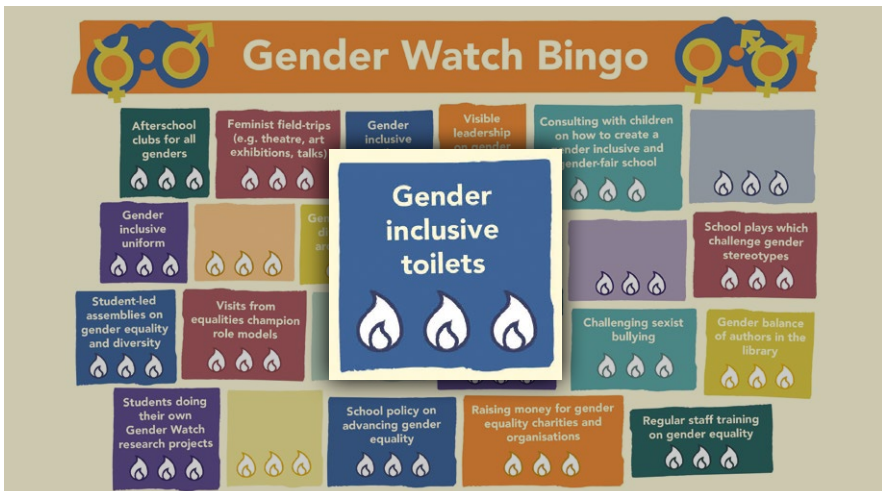 Gender Watch Bingo
Afterschool
clubs for all
genders
Feminist field-trips
(e.g. theatre, art
exhibitions, talks)
Gender
inclusive
Visible
leadership
on gender
Consulting with children
on how to create a
gender inclusive and
gender-fair school
Gender
inclusive
uniform
Gender
inclusive
toilets
School plays which
challenge gender
stereotypes
Student-led
assemblies on
gender equality
and diversity
Visits from
equalities champion
role models
Challenging sexist
bullying
Gender balance
of authors in the
library
Students doing
their own
Gender Watch
research projects
School policy on
advancing gender
equality
Raising money for gender
equality charities and
organisations
Regular staff training
on gender equality